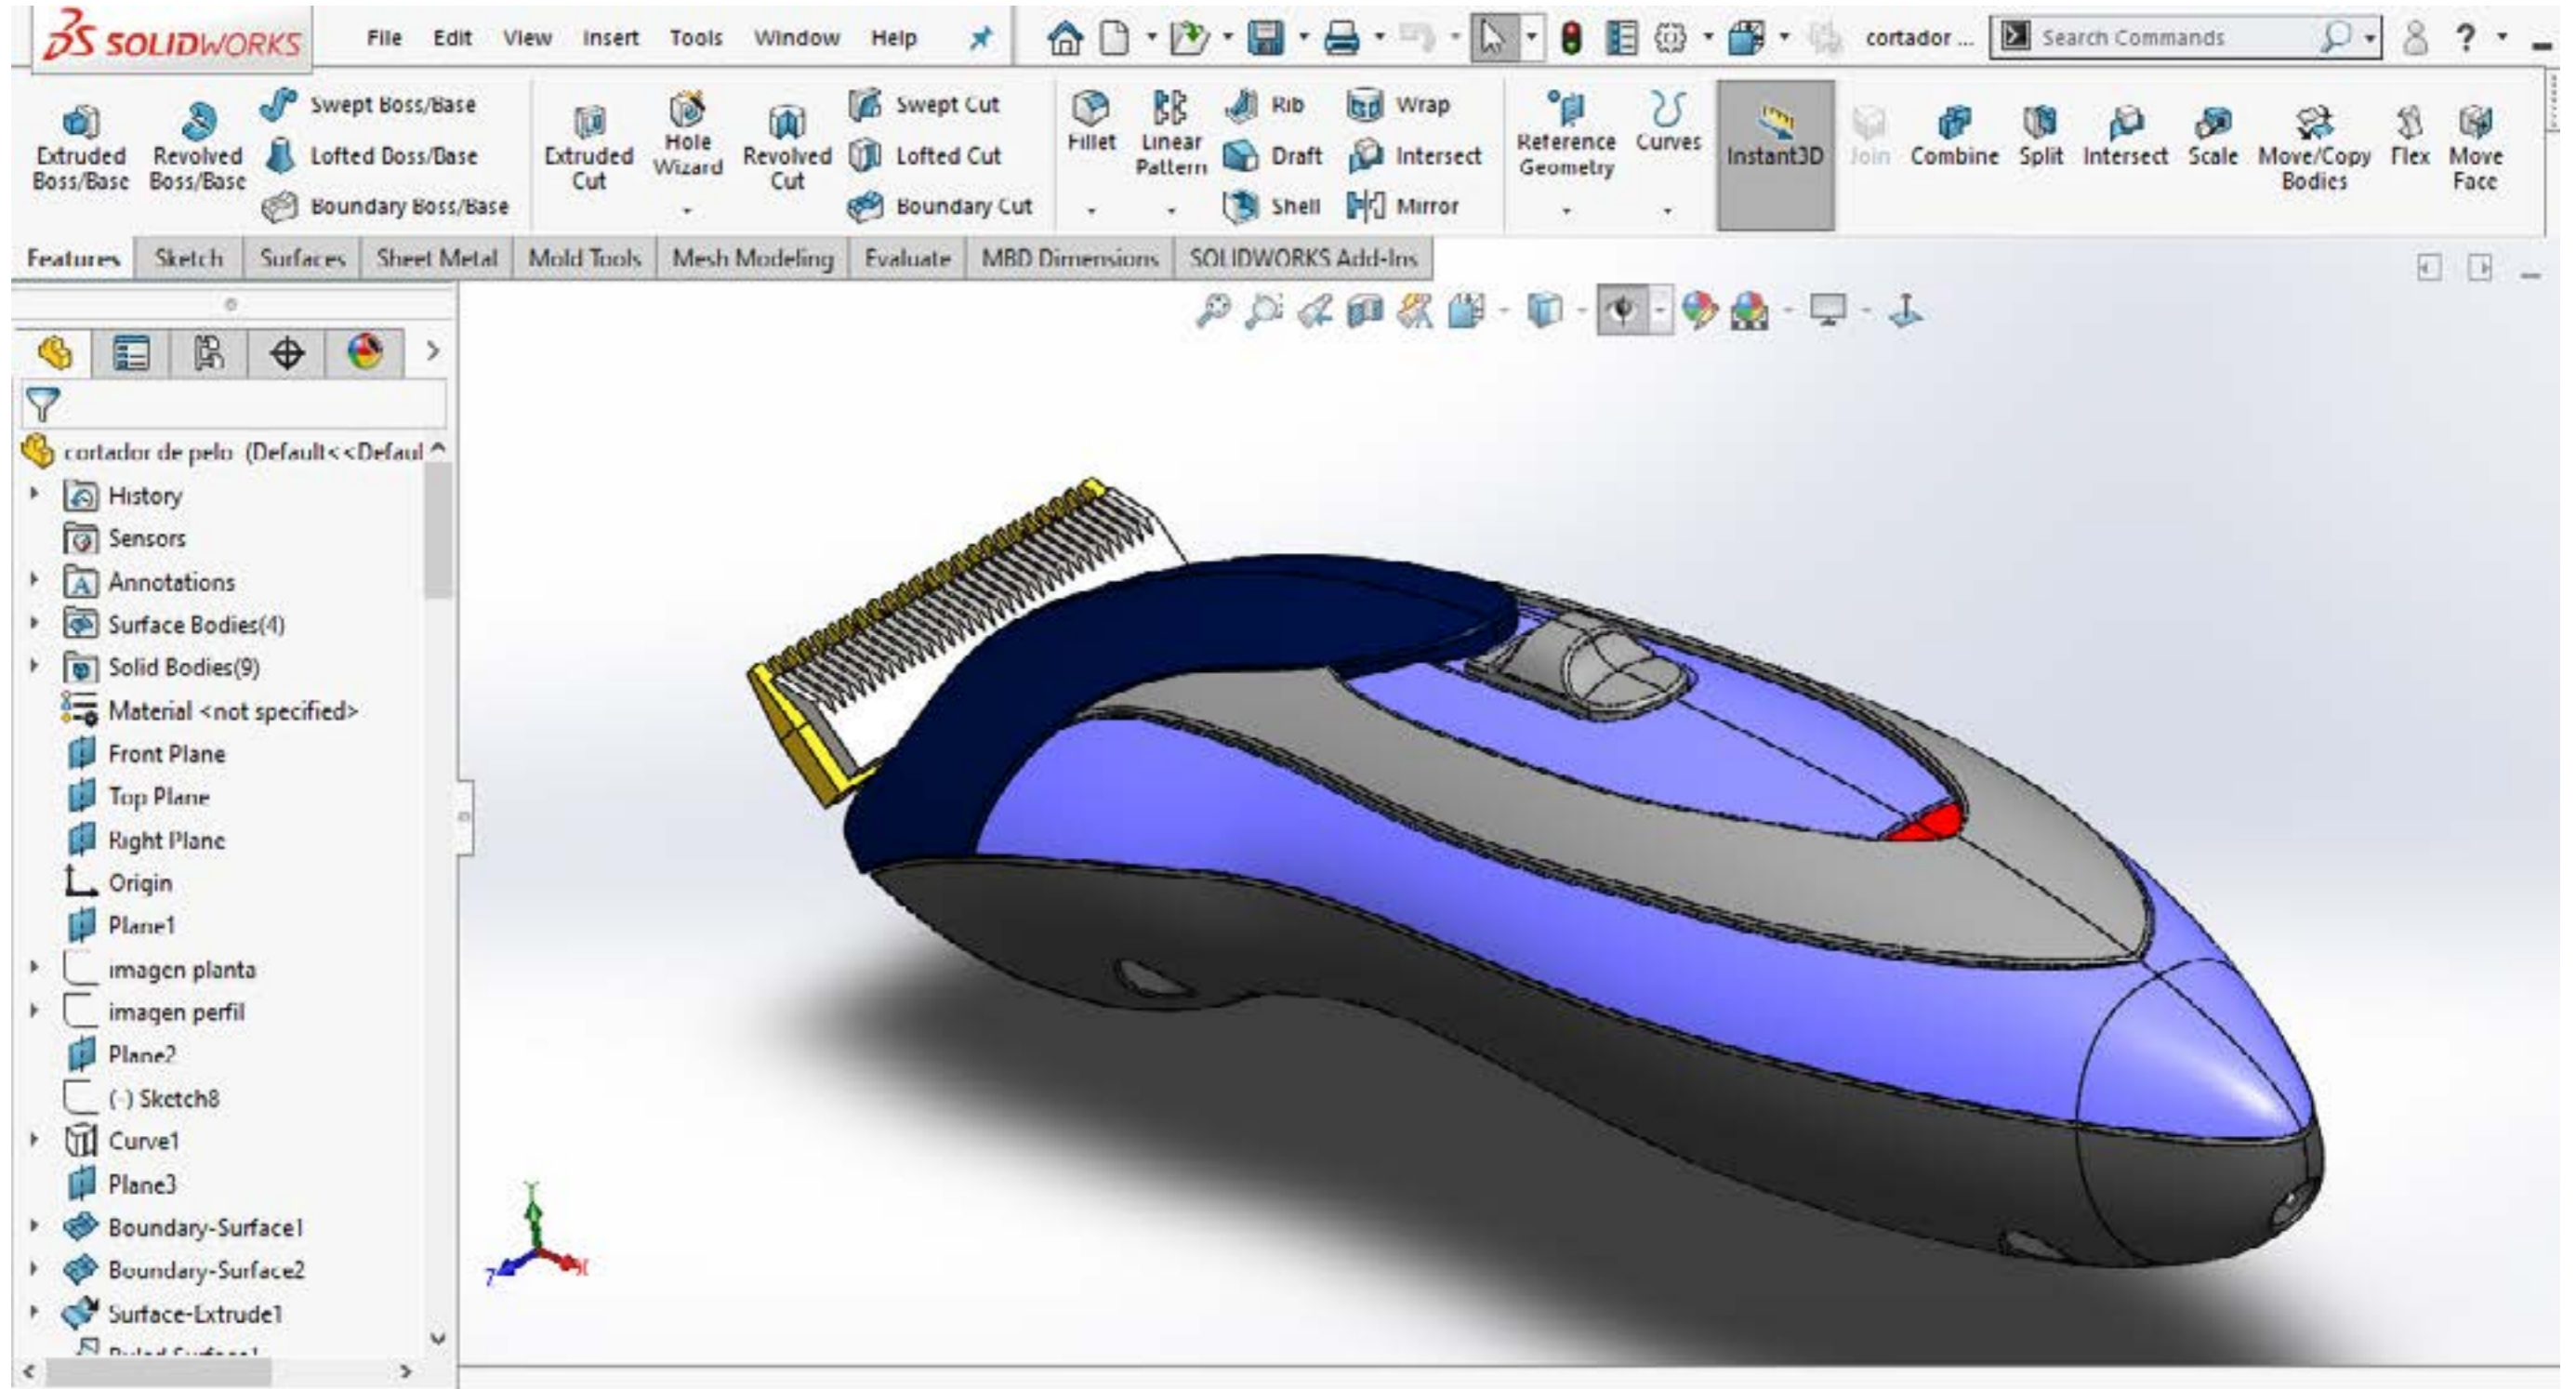 SOLIDWORKS File Edit View Insert Tools Window Help cortador ... Search Commands ?
Extruded Boss/Base
Revolved Boss/Base
Swept Boss/Base
Lofted Boss/Base
Boundary Boss/Base
Extruded Cut
Hole Wizard
Revolved Cut
Swept Cut
Lofted Cut
Boundary Cut
Fillet
Linear Pattern
Rib
Draft
Shell
Wrap
Intersect
Mirror
Reference Geometry
Curves
Instant3D
Join
Combine
Split
Intersect
Scale
Move/Copy Bodies
Flex
Move Face
Features Sketch Surfaces Sheet Metal Mold Tools Mesh Modeling Evaluate MBD Dimensions SOLIDWORKS Add-Ins
cortador de pelo (Default<<Defaul
History
Sensors
Annotations
Surface Bodies(4)
Solid Bodies(9)
Material <not specified>
Front Plane
Top Plane
Right Plane
Origin
Plane1
imagen planta
imagen perfil
Plane2
(-) Sketch8
Curve1
Plane3
Boundary-Surface1
Boundary-Surface2
Surface-Extrude1
Y
Z
X